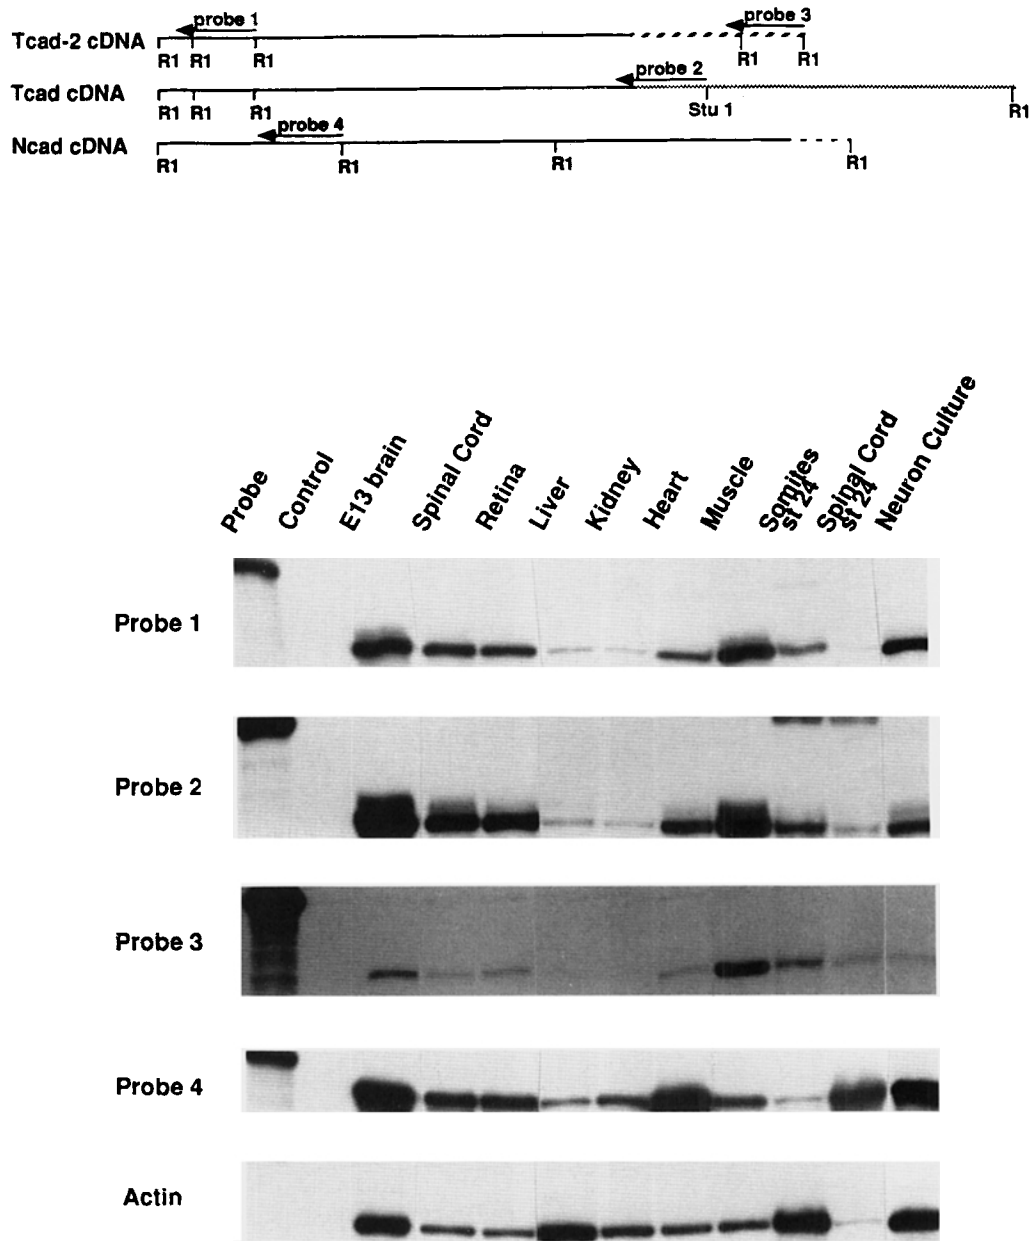 probe 1
probe 3
Tcad-2 cDNA
R1 R1 R1 R1 R1
probe 2
Tcad cDNA
R1 R1 R1 Stu 1 R1
probe 4
Ncad cDNA
R1 R1 R1 R1
Probe
Control
E13 brain
Spinal Cord
Retina
Liver
Kidney
Heart
Muscle
Somites
st 24
Spinal Cord
st 24
Neuron Culture
Probe 1
Probe 2
Probe 3
Probe 4
Actin